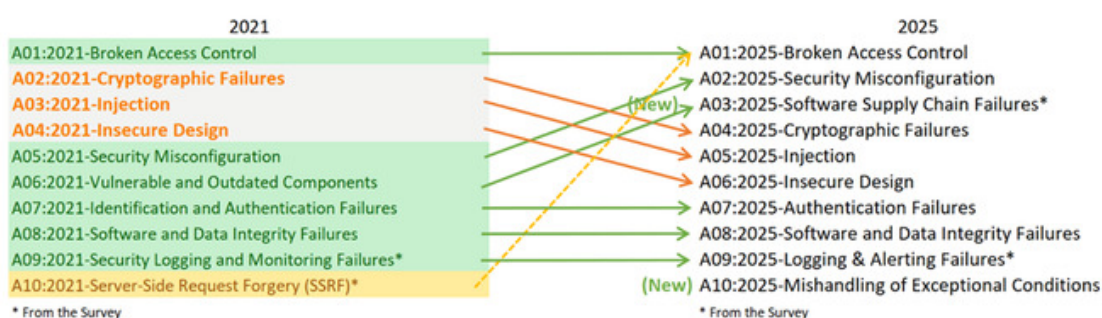 2021
A01:2021-Broken Access Control
A02:2021-Cryptographic Failures
A03:2021-Injection
A04:2021-Insecure Design
A05:2021-Security Misconfiguration
A06:2021-Vulnerable and Outdated Components
A07:2021-Identification and Authentication Failures
A08:2021-Software and Data Integrity Failures
A09:2021-Security Logging and Monitoring Failures*
A10:2021-Server-Side Request Forgery (SSRF)*
* From the Survey
2025
A01:2025-Broken Access Control
A02:2025-Security Misconfiguration
(New) A03:2025-Software Supply Chain Failures*
A04:2025-Cryptographic Failures
A05:2025-Injection
A06:2025-Insecure Design
A07:2025-Authentication Failures
A08:2025-Software and Data Integrity Failures
A09:2025-Logging & Alerting Failures*
(New) A10:2025-Mishandling of Exceptional Conditions
* From the Survey